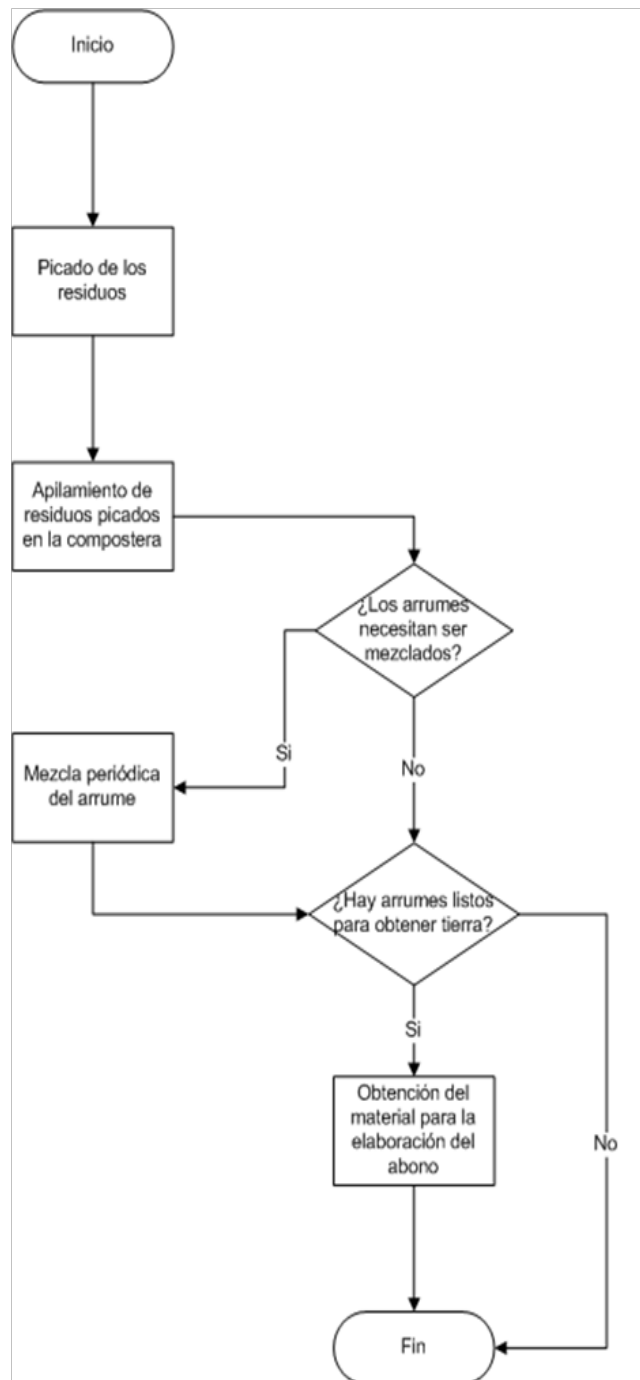 Inicio
Picado de los
residuos
Apilamiento de
residuos picados
en la compostera
¿Los arrumes
necesitan ser
mezclados?
Si
No
Mezcla periódica
del arrume
¿Hay arrumes listos
para obtener tierra?
Si
No
Obtención del
material para la
elaboración del
abono
Fin